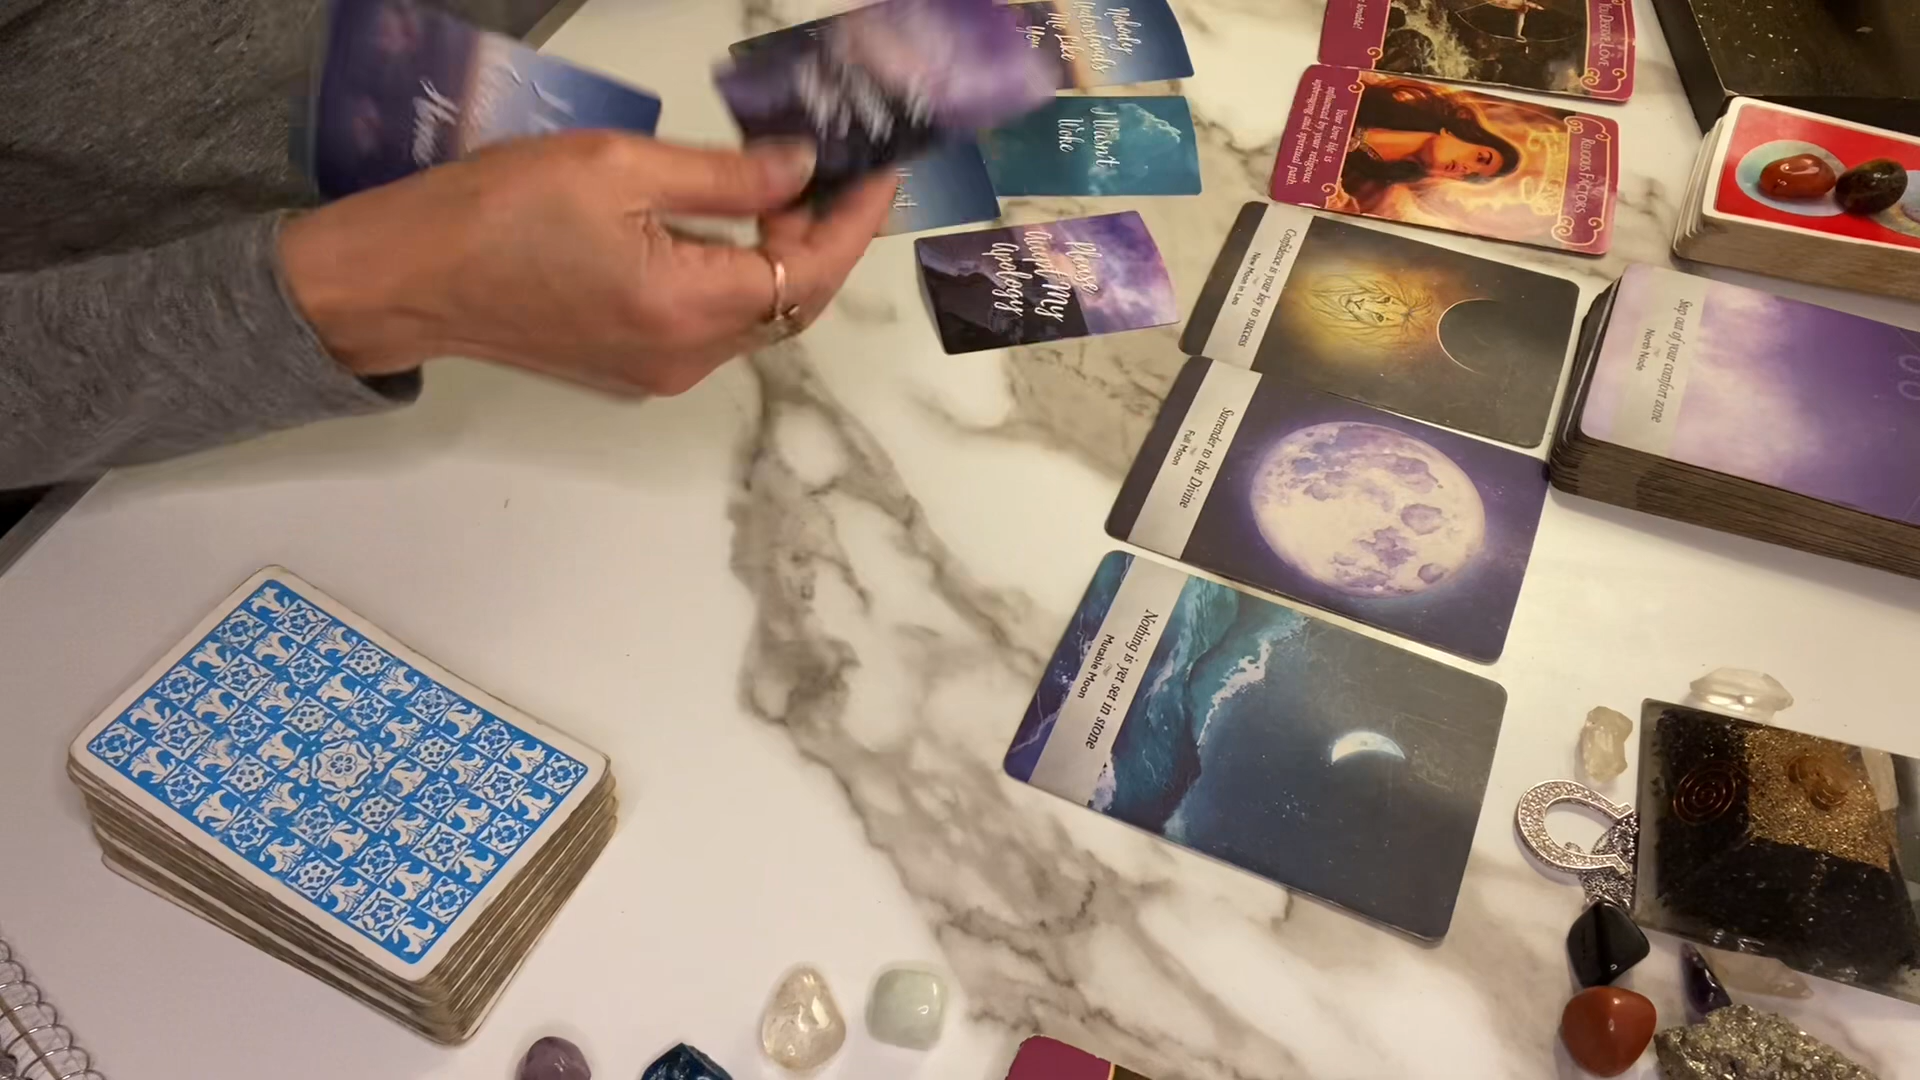 Nobody
Understands
Me Like
You
I Wasn't
Woke
Please
Accept My
Apology
YOU DESERVE LOVE
RELIGIOUS FACTORS
Your love life is
influenced by your religious
upbringing and spiritual path.
Confidence is your key to success
New Moon in Leo
Surrender to the Divine
Full Moon
Nothing is yet set in stone
Mutable Moon
Step out of your comfort zone
North Node